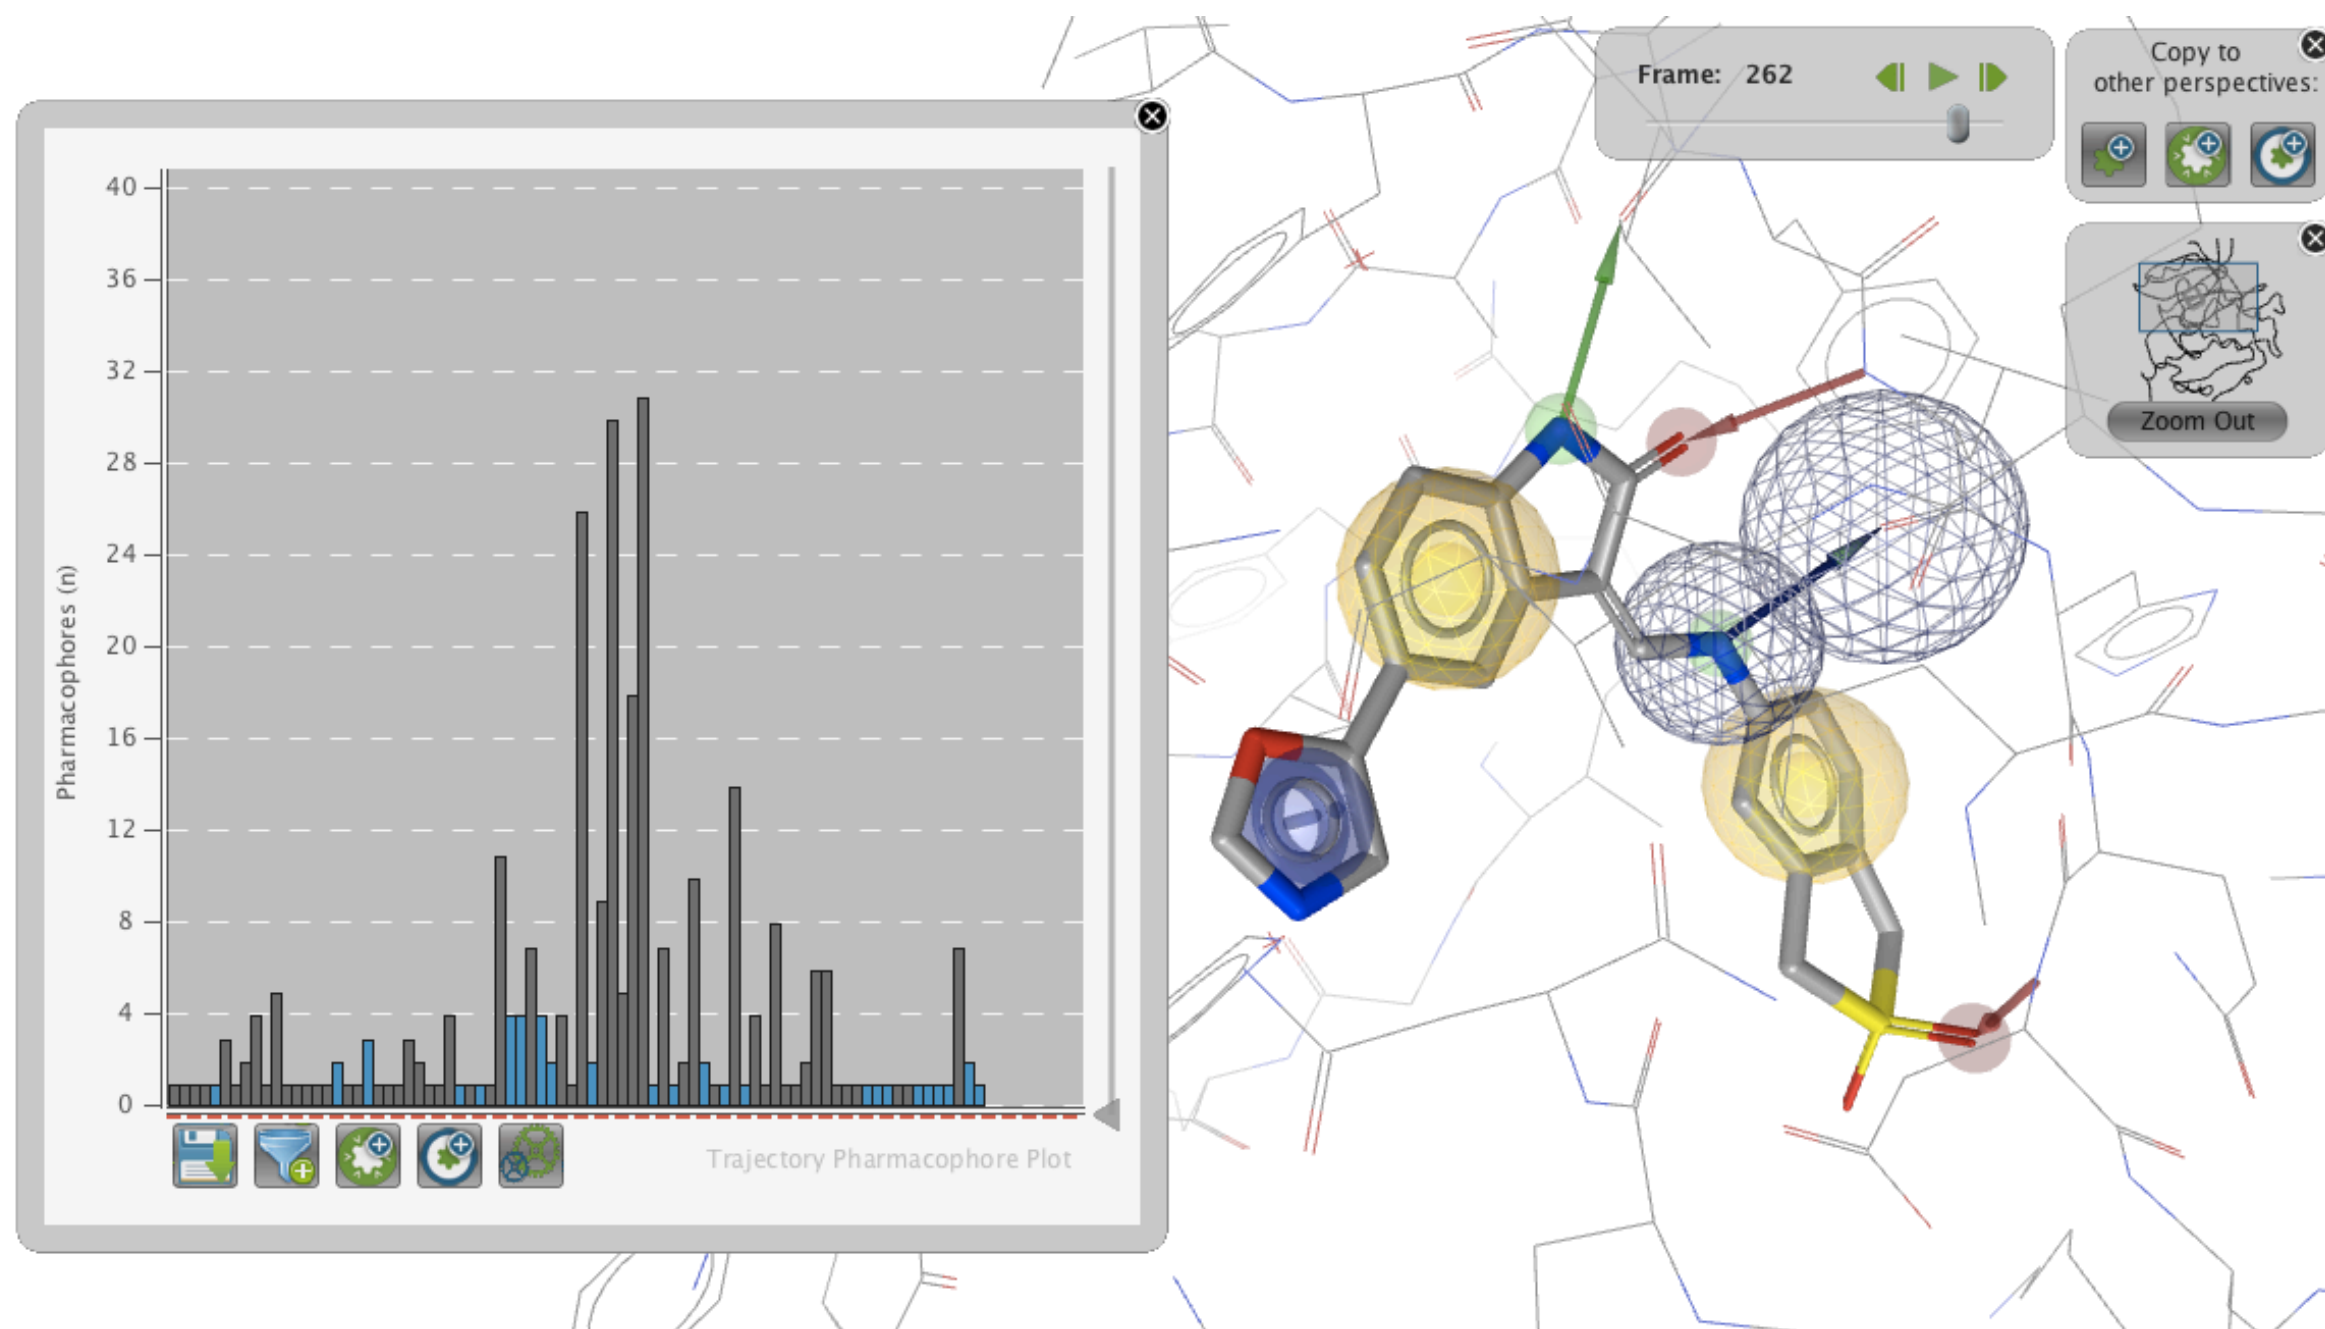 Frame: 262
Copy to
other perspectives:
Zoom Out
Pharmacophores (n)
40
36
32
28
24
20
16
12
8
4
0
Trajectory Pharmacophore Plot